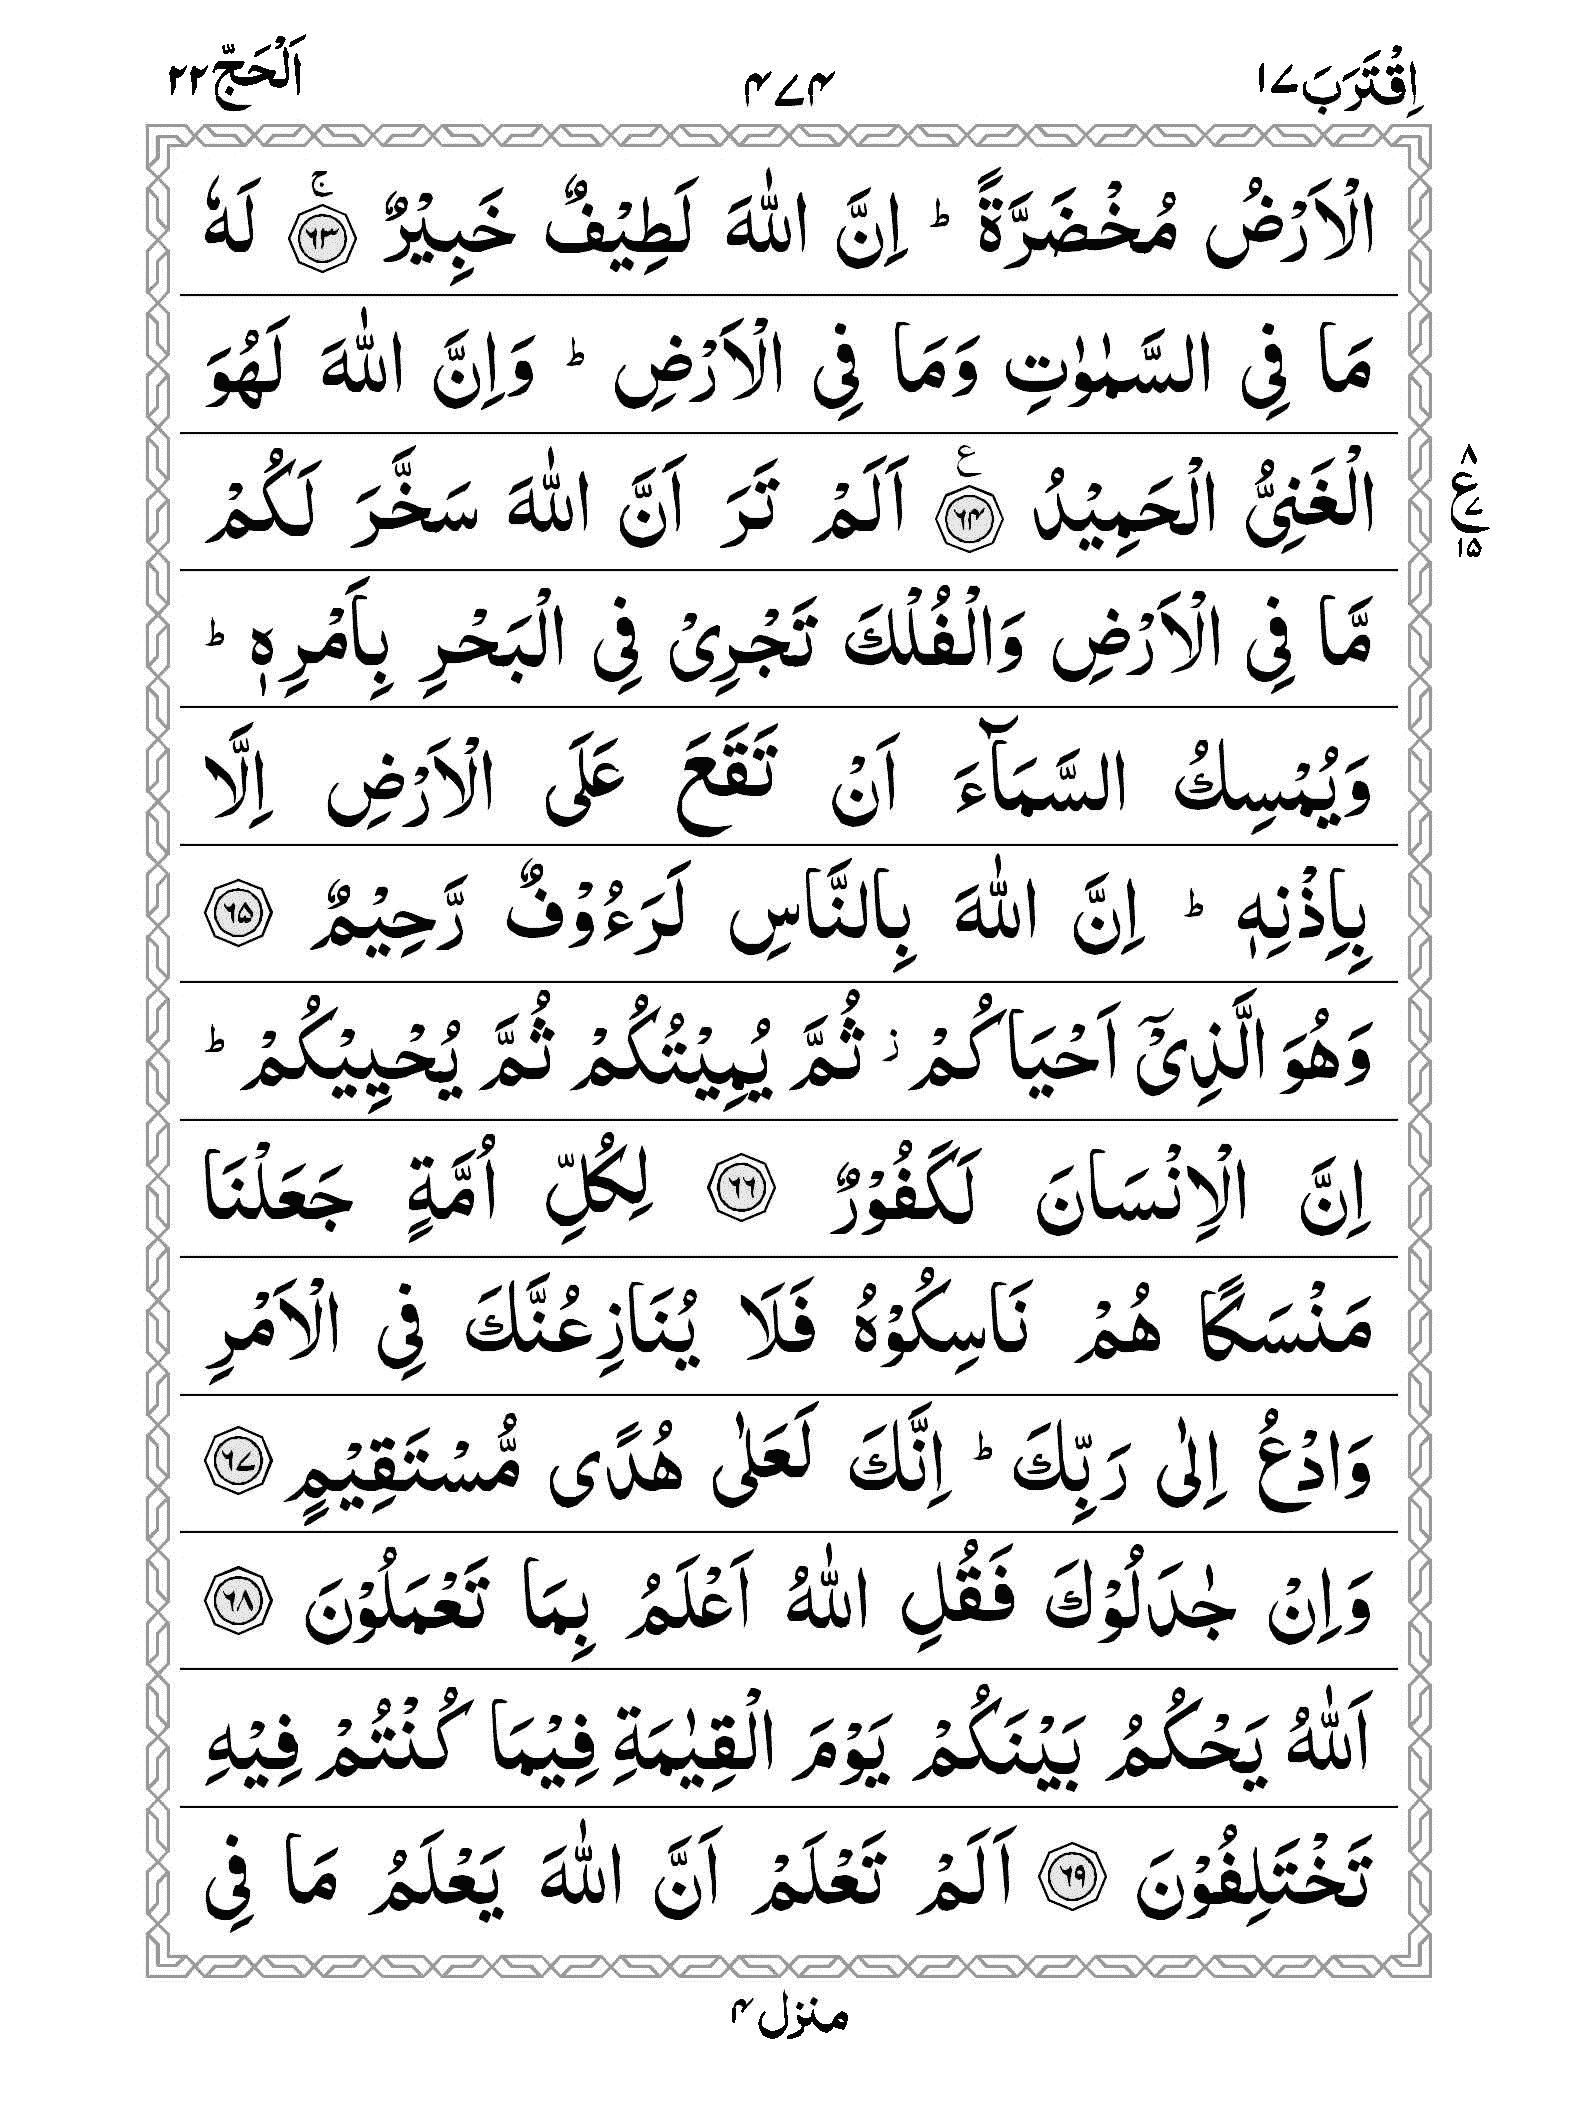 اِقْتَرَبَ ١٧ ٤٧٤ اَلْحَجّ ٢٢
الْاَرْضُ مُخْضَرَّةً ؕ اِنَّ اللّٰهَ لَطِيْفٌ خَبِيْرٌ ۚ ﴿٦٣﴾ لَهٗ
مَا فِي السَّمٰوٰتِ وَمَا فِي الْاَرْضِ ؕ وَاِنَّ اللّٰهَ لَهُوَ
الْغَنِيُّ الْحَمِيْدُ ﴿٦٤﴾ ع اَلَمْ تَرَ اَنَّ اللّٰهَ سَخَّرَ لَكُمْ
٨ ع ٧ ١٥
مَّا فِي الْاَرْضِ وَالْفُلْكَ تَجْرِيْ فِي الْبَحْرِ بِاَمْرِهٖ ؕ
وَيُمْسِكُ السَّمَآءَ اَنْ تَقَعَ عَلَى الْاَرْضِ اِلَّا
بِاِذْنِهٖ ؕ اِنَّ اللّٰهَ بِالنَّاسِ لَرَءُوْفٌ رَّحِيْمٌ ﴿٦٥﴾
وَهُوَ الَّذِيْٓ اَحْيَاكُمْ ز ثُمَّ يُمِيْتُكُمْ ثُمَّ يُحْيِيْكُمْ ؕ
اِنَّ الْاِنْسَانَ لَكَفُوْرٌ ﴿٦٦﴾ لِكُلِّ اُمَّةٍ جَعَلْنَا
مَنْسَكًا هُمْ نَاسِكُوْهُ فَلَا يُنَازِعُنَّكَ فِي الْاَمْرِ
وَادْعُ اِلٰى رَبِّكَ ؕ اِنَّكَ لَعَلٰى هُدًى مُّسْتَقِيْمٍ ﴿٦٧﴾
وَاِنْ جٰدَلُوْكَ فَقُلِ اللّٰهُ اَعْلَمُ بِمَا تَعْمَلُوْنَ ﴿٦٨﴾
اَللّٰهُ يَحْكُمُ بَيْنَكُمْ يَوْمَ الْقِيٰمَةِ فِيْمَا كُنْتُمْ فِيْهِ
تَخْتَلِفُوْنَ ﴿٦٩﴾ اَلَمْ تَعْلَمْ اَنَّ اللّٰهَ يَعْلَمُ مَا فِي
منزل ٤